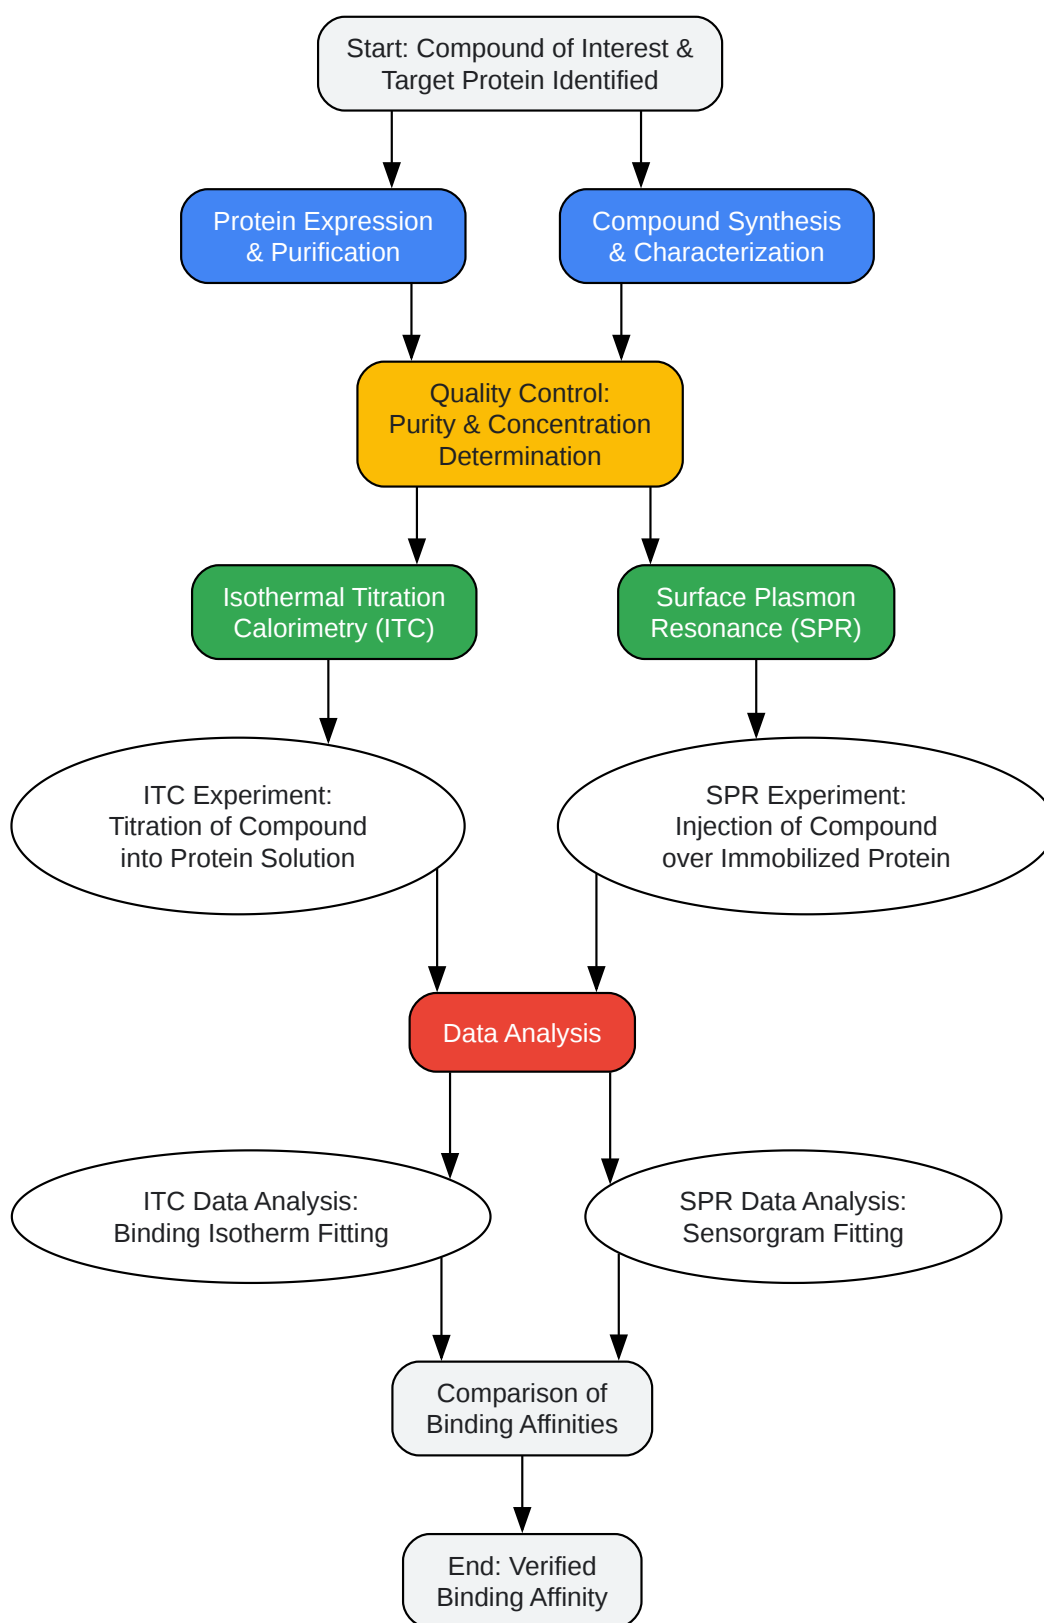 Start: Compound of Interest &
Target Protein Identified
Protein Expression
& Purification
Compound Synthesis
& Characterization
Quality Control:
Purity & Concentration
Determination
Isothermal Titration
Calorimetry (ITC)
Surface Plasmon
Resonance (SPR)
ITC Experiment:
Titration of Compound
into Protein Solution
SPR Experiment:
Injection of Compound
over Immobilized Protein
Data Analysis
ITC Data Analysis:
Binding Isotherm Fitting
SPR Data Analysis:
Sensorgram Fitting
Comparison of
Binding Affinities
End: Verified
Binding Affinity